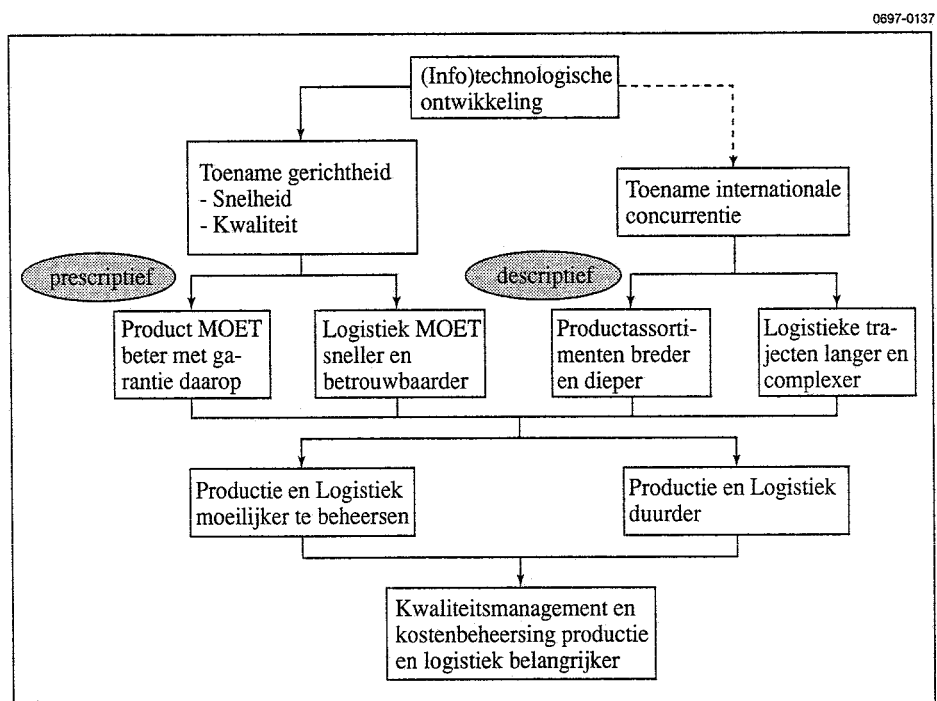 0697-0137
(Info)technologische
ontwikkeling
Toename gerichtheid
- Snelheid
- Kwaliteit
Toename internationale
concurrentie
prescriptief
descriptief
Product MOET
beter met ga-
rantie daarop
Logistiek MOET
sneller en
betrouwbaarder
Productassorti-
menten breder
en dieper
Logistieke tra-
jecten langer en
complexer
Productie en Logistiek
moeilijker te beheersen
Productie en Logistiek
duurder
Kwaliteitsmanagement en
kostenbeheersing productie
en logistiek belangrijker